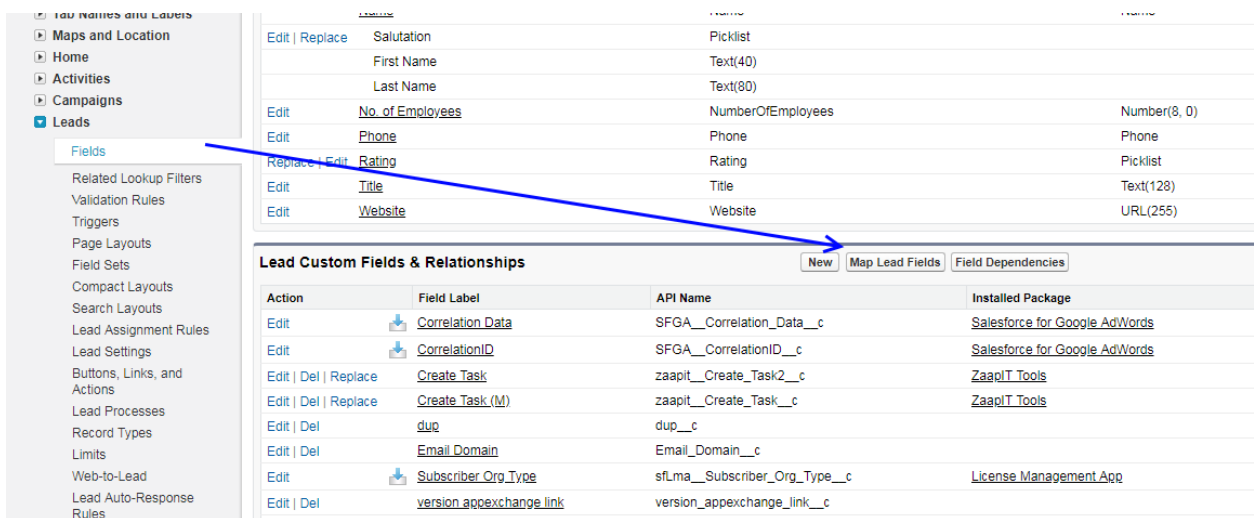 Tab Names and Labels
Maps and Location
Home
Activities
Campaigns
Leads
Fields
Related Lookup Filters
Validation Rules
Triggers
Page Layouts
Field Sets
Compact Layouts
Search Layouts
Lead Assignment Rules
Lead Settings
Buttons, Links, and
Actions
Lead Processes
Record Types
Limits
Web-to-Lead
Lead Auto-Response
Rules
Name Name Name
Edit | Replace Salutation Picklist
First Name Text(40)
Last Name Text(80)
Edit No. of Employees NumberOfEmployees Number(8, 0)
Edit Phone Phone Phone
Replace | Edit Rating Rating Picklist
Edit Title Title Text(128)
Edit Website Website URL(255)
Lead Custom Fields & Relationships New Map Lead Fields Field Dependencies
Action Field Label API Name Installed Package
Edit Correlation Data SFGA__Correlation_Data__c Salesforce for Google AdWords
Edit CorrelationID SFGA__CorrelationID__c Salesforce for Google AdWords
Edit | Del | Replace Create Task zaapit__Create_Task2__c ZaapIT Tools
Edit | Del | Replace Create Task (M) zaapit__Create_Task__c ZaapIT Tools
Edit | Del dup dup__c
Edit | Del Email Domain Email_Domain__c
Edit Subscriber Org Type sfLma__Subscriber_Org_Type__c License Management App
Edit | Del version appexchange link version_appexchange_link__c